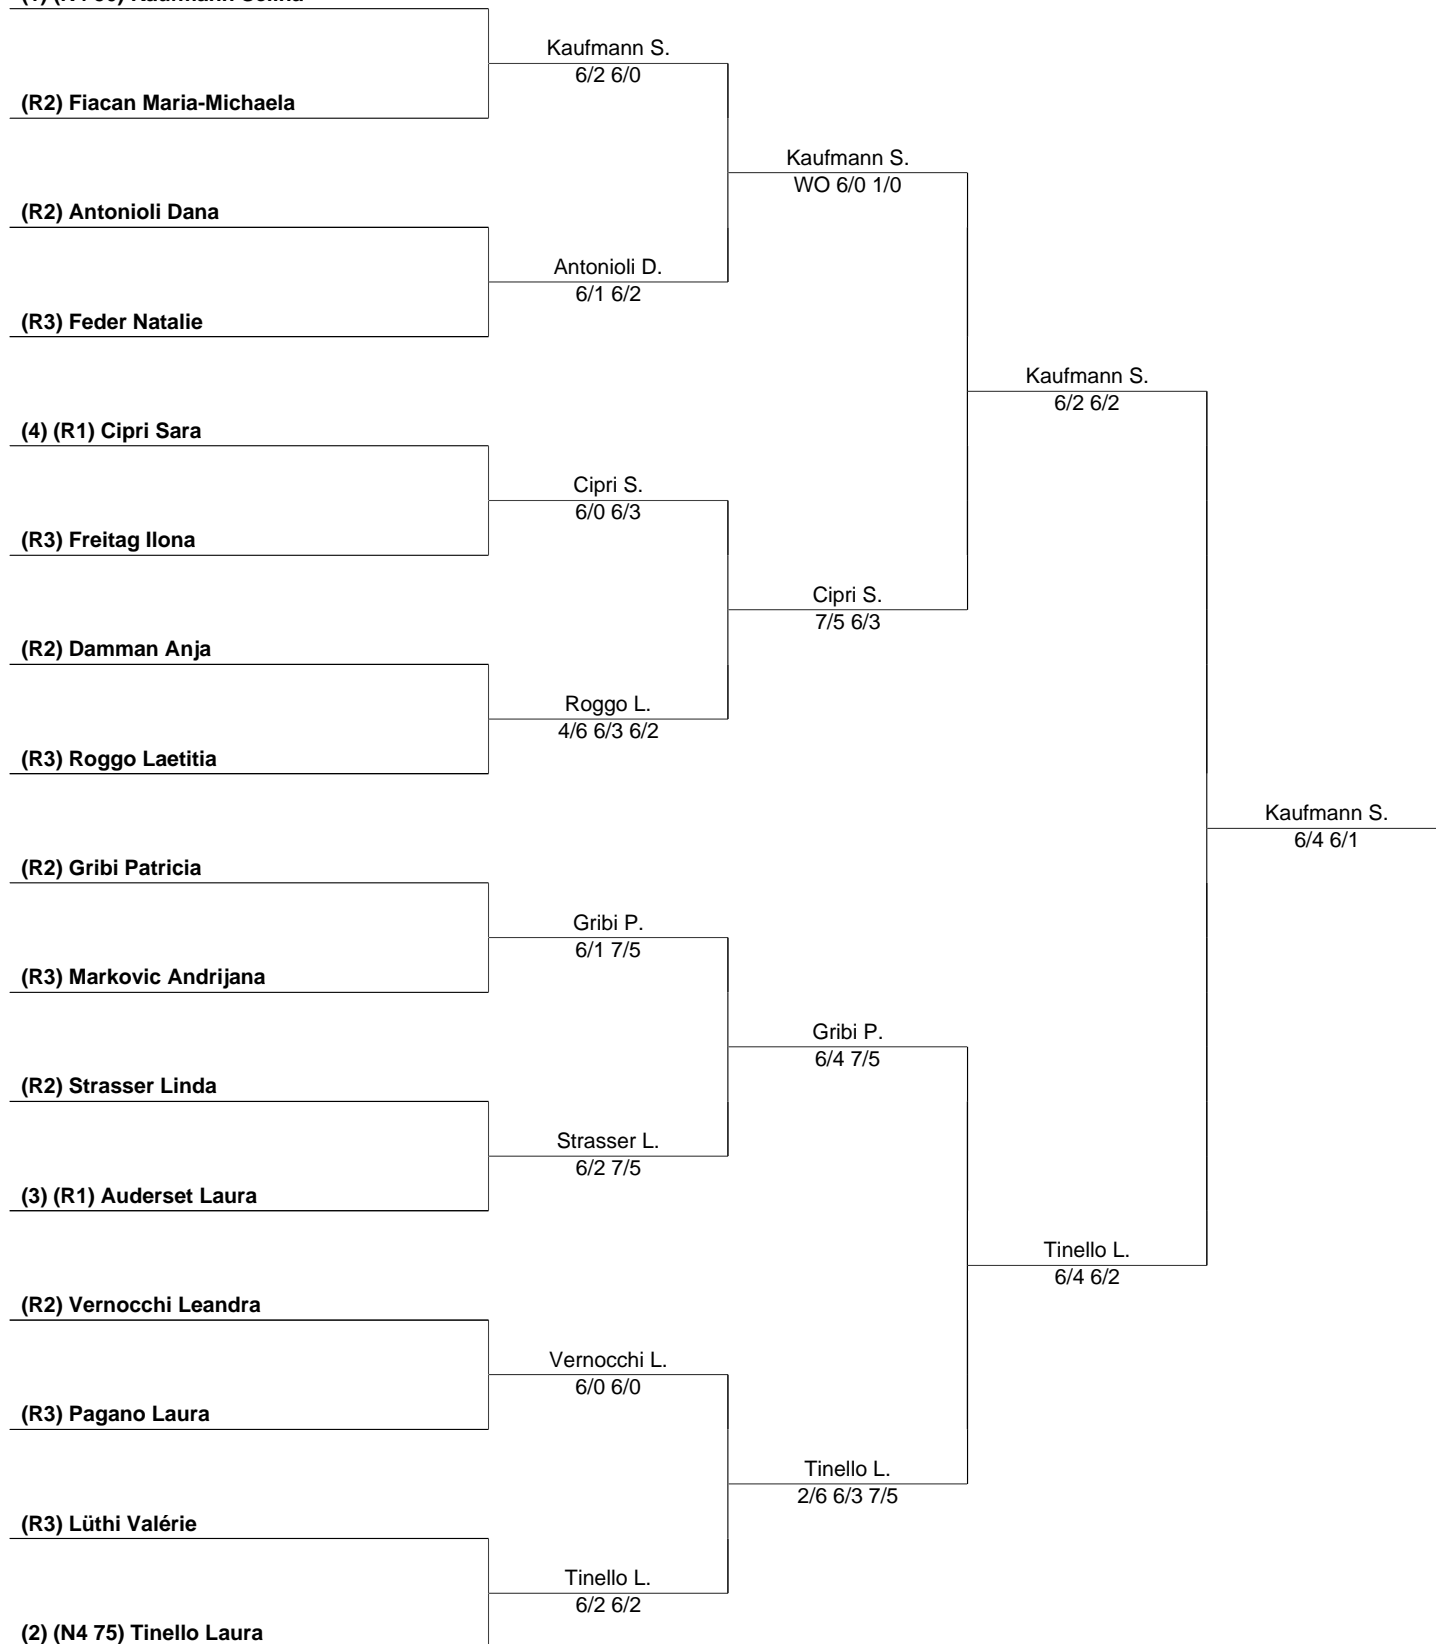 Kaufmann
Kaufmann S.
6/2 6/0
(R2) Fiacan Maria-Michaela
Kaufmann S.
WO 6/0 1/0
(R2) Antonioli Dana
Antonioli D.
6/1 6/2
(R3) Feder Natalie
Kaufmann S.
6/2 6/2
(4) (R1) Cipri Sara
Cipri S.
6/0 6/3
(R3) Freitag Ilona
Cipri S.
7/5 6/3
(R2) Damman Anja
Roggo L.
4/6 6/3 6/2
(R3) Roggo Laetitia
Kaufmann S.
6/4 6/1
(R2) Gribi Patricia
Gribi P.
6/1 7/5
(R3) Markovic Andrijana
Gribi P.
6/4 7/5
(R2) Strasser Linda
Strasser L.
6/2 7/5
(3) (R1) Auderset Laura
Tinello L.
6/4 6/2
(R2) Vernocchi Leandra
Vernocchi L.
6/0 6/0
(R3) Pagano Laura
Tinello L.
2/6 6/3 7/5
(R3) Lüthi Valérie
Tinello L.
6/2 6/2
(2) (N4 75) Tinello Laura